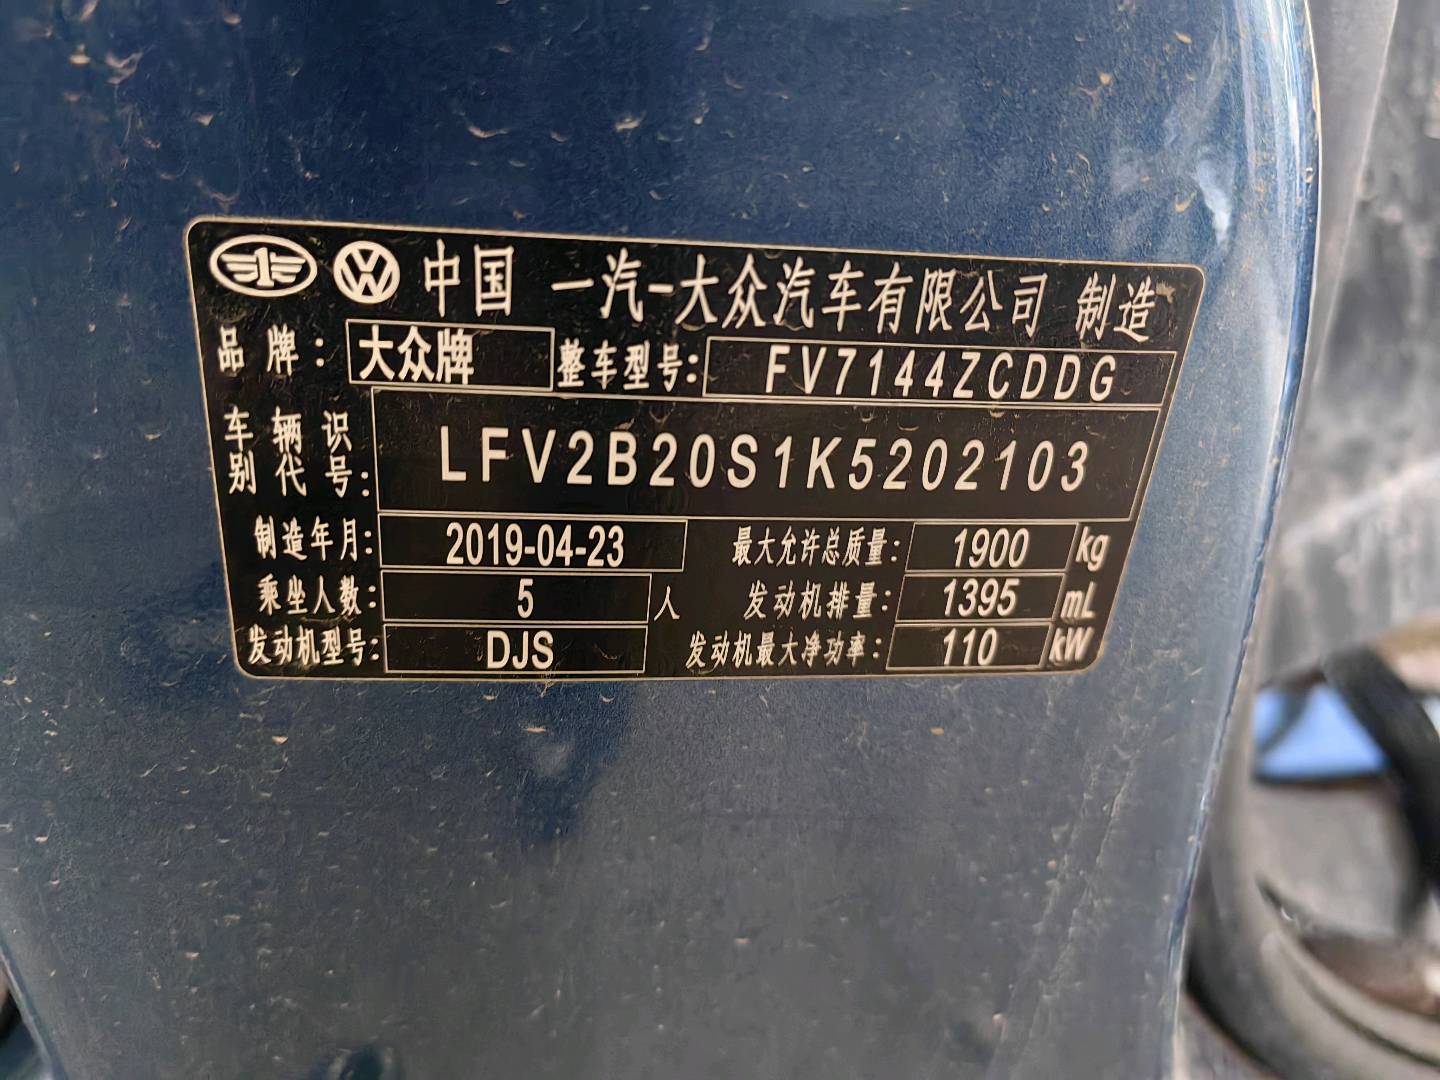 中国 一汽-大众汽车有限公司 制造
品牌: 大众牌 整车型号: FV7144ZCDDG
车辆识别代号: LFV2B20S1K5202103
制造年月: 2019-04-23 最大允许总质量: 1900 kg
乘坐人数: 5 人 发动机排量: 1395 mL
发动机型号: DJS 发动机最大净功率: 110 kW